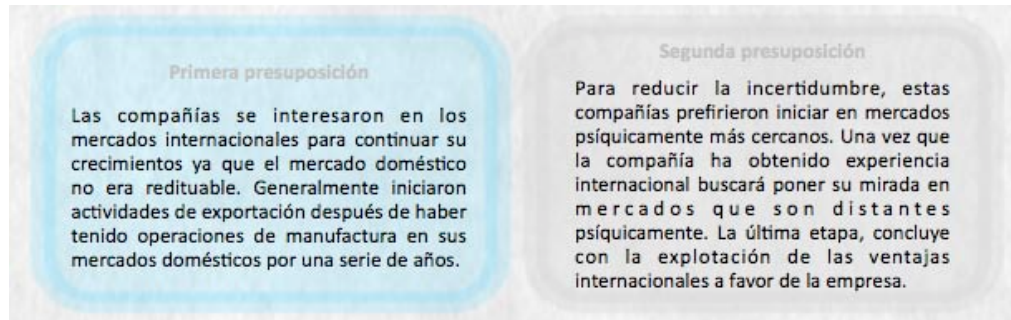 Primera presuposición
Las compañías se interesaron en los
mercados internacionales para continuar su
crecimientos ya que el mercado doméstico
no era redituable. Generalmente iniciaron
actividades de exportación después de haber
tenido operaciones de manufactura en sus
mercados domésticos por una serie de años.
Segunda presuposición
Para reducir la incertidumbre, estas
compañías prefirieron iniciar en mercados
psíquicamente más cercanos. Una vez que
la compañía ha obtenido experiencia
internacional buscará poner su mirada en
mercados que son distantes
psíquicamente. La última etapa, concluye
con la explotación de las ventajas
internacionales a favor de la empresa.